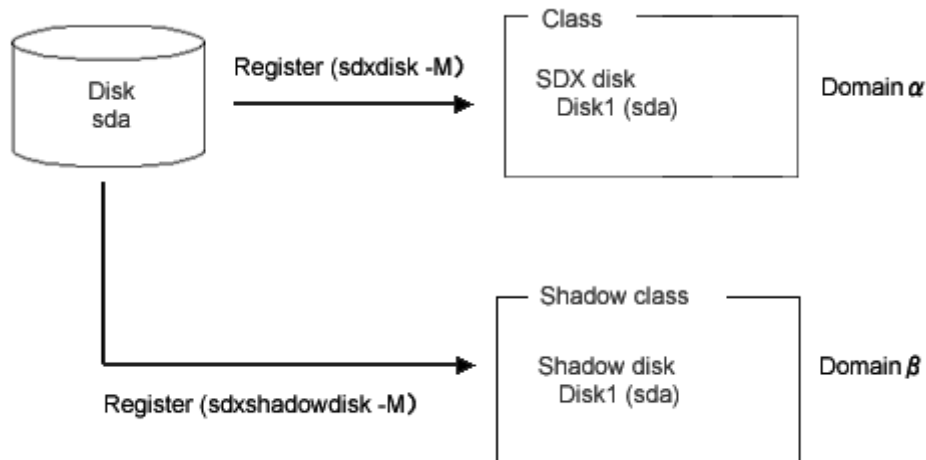 Disk
sda
Register (sdxdisk -M)
Class
SDX disk
Disk1 (sda)
Domain α
Register (sdxshadowdisk -M)
Shadow class
Shadow disk
Disk1 (sda)
Domain β